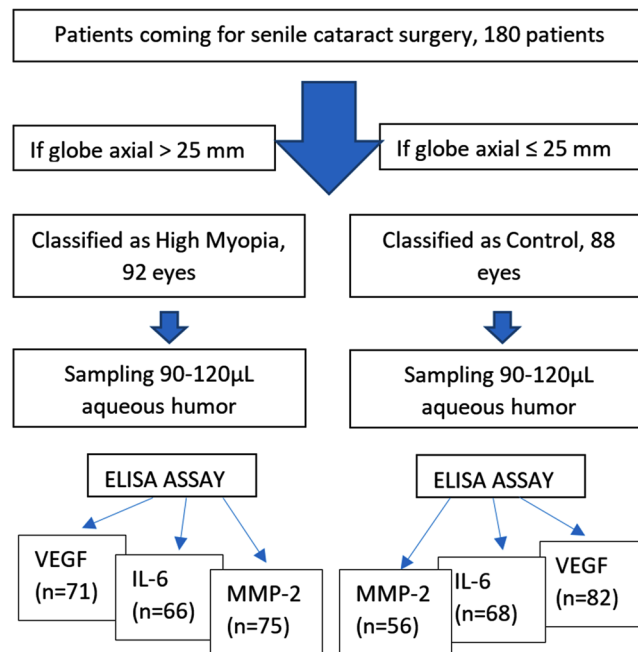 Patients coming for senile cataract surgery, 180 patients
If globe axial > 25 mm
If globe axial ≤ 25 mm
Classified as High Myopia,
92 eyes
Classified as Control, 88
eyes
Sampling 90-120µL
aqueous humor
Sampling 90-120µL
aqueous humor
ELISA ASSAY
ELISA ASSAY
VEGF
(n=71)
IL-6
(n=66)
MMP-2
(n=75)
MMP-2
(n=56)
IL-6
(n=68)
VEGF
(n=82)